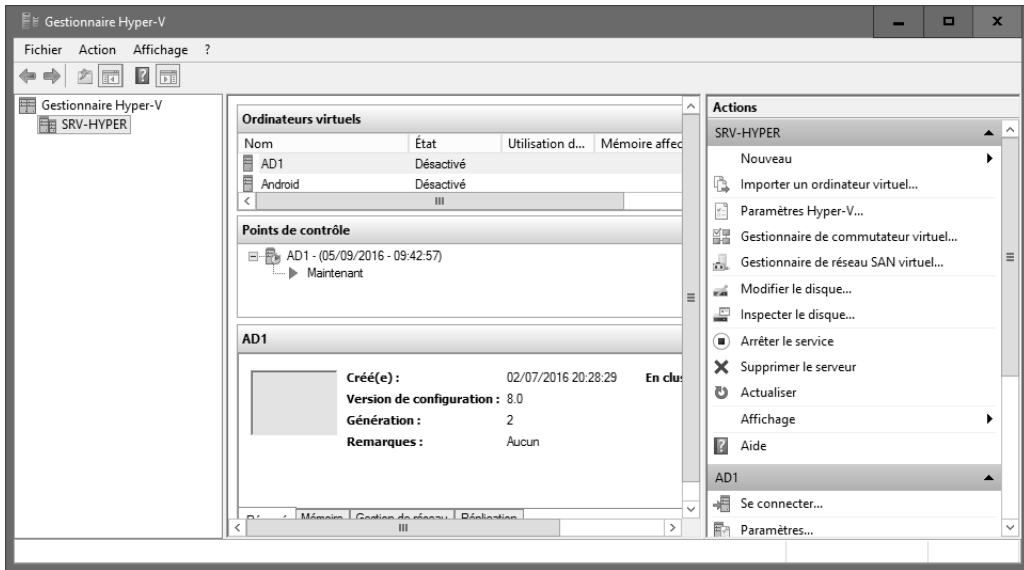 Gestionnaire Hyper-V
Fichier Action Affichage ?
Gestionnaire Hyper-V
SRV-HYPER
Ordinateurs virtuels
Nom État Utilisation d... Mémoire affec
AD1 Désactivé
Android Désactivé
Points de contrôle
AD1 - (05/09/2016 - 09:42:57)
Maintenant
AD1
Créé(e) : 02/07/2016 20:28:29 En clus
Version de configuration : 8.0
Génération : 2
Remarques : Aucun
Mémoire Gestion de réseau Réplication
Actions
SRV-HYPER
Nouveau
Importer un ordinateur virtuel...
Paramètres Hyper-V...
Gestionnaire de commutateur virtuel...
Gestionnaire de réseau SAN virtuel...
Modifier le disque...
Inspecter le disque...
Arrêter le service
Supprimer le serveur
Actualiser
Affichage
Aide
AD1
Se connecter...
Paramètres...